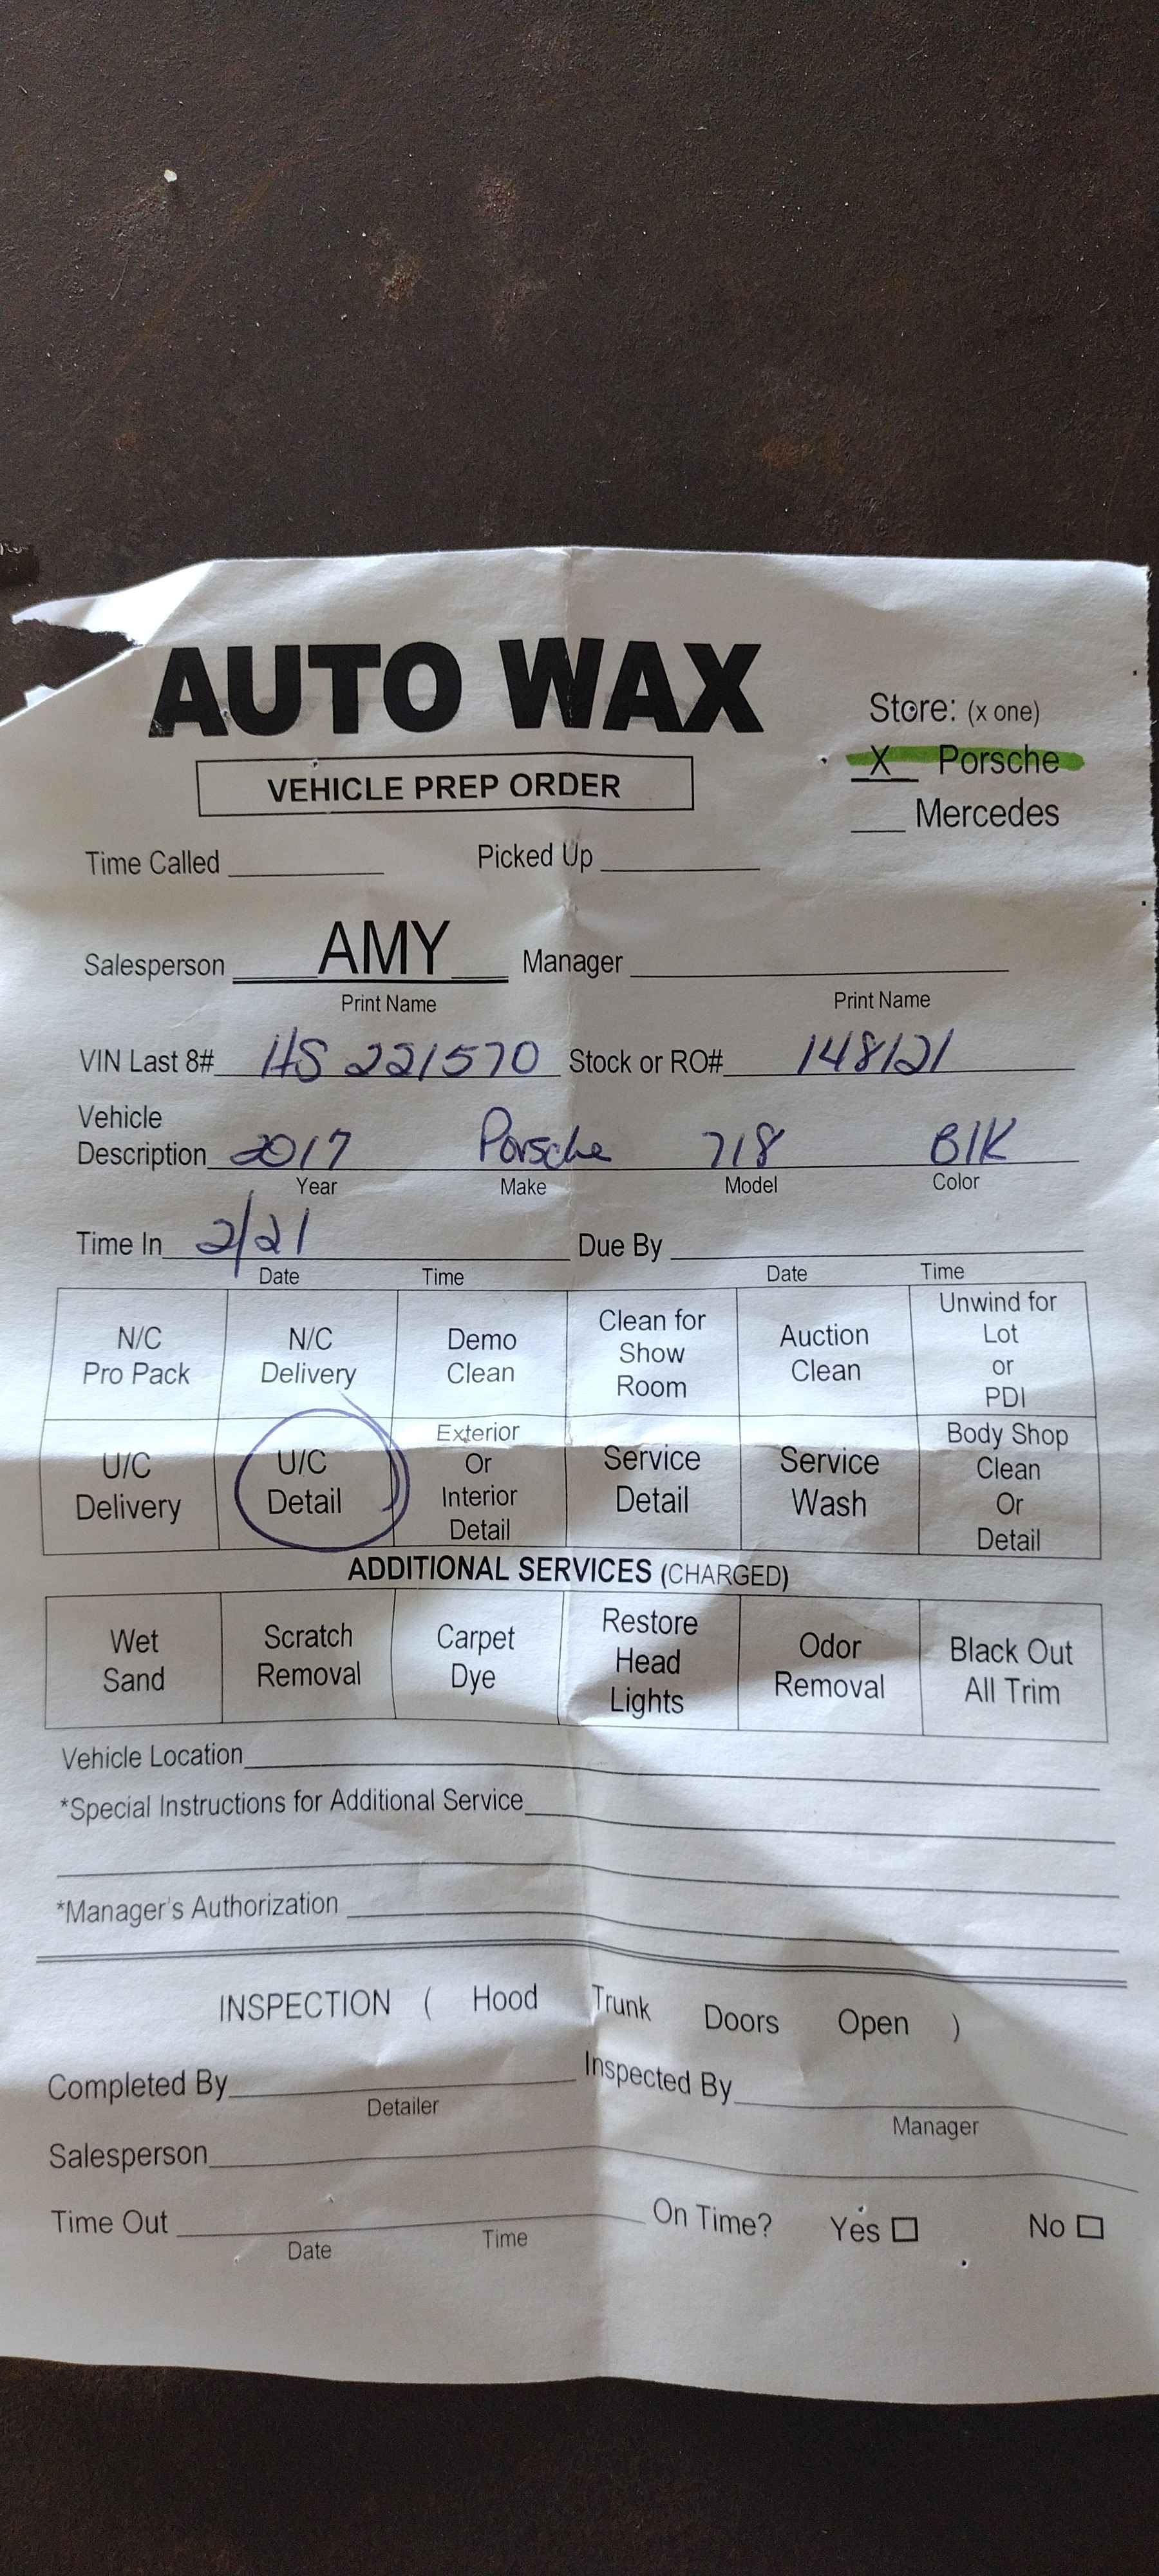 AUTO WAX
Store: (x one)
X Porsche
VEHICLE PREP ORDER
Mercedes
Time Called Picked Up
Salesperson AMY Manager
Print Name Print Name
VIN Last 8# HS 221570 Stock or RO# 148121
Vehicle
Description 2017 Porsche 718 Blk
Year Make Model Color
Time In 2/21 Due By
Date Time Date Time
N/C Pro Pack
N/C Delivery
Demo Clean
Clean for Show Room
Auction Clean
Unwind for Lot or PDI
U/C Delivery
U/C Detail
Exterior Or Interior Detail
Service Detail
Service Wash
Body Shop Clean Or Detail
ADDITIONAL SERVICES (CHARGED)
Wet Sand
Scratch Removal
Carpet Dye
Restore Head Lights
Odor Removal
Black Out All Trim
Vehicle Location
*Special Instructions for Additional Service
*Manager's Authorization
INSPECTION ( Hood Trunk Doors Open )
Completed By Inspected By
Detailer Manager
Salesperson
Time Out On Time? Yes No
Date Time